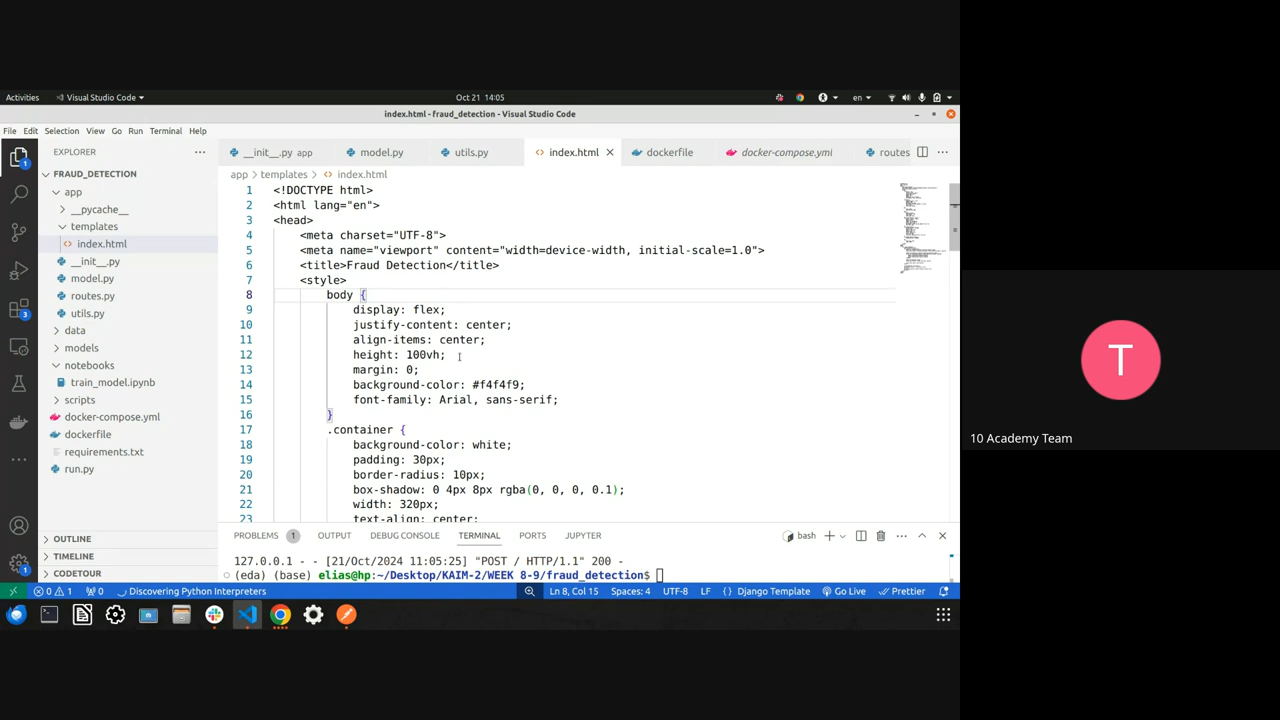 Activities
Visual Studio Code
Oct 21 14:05
en
index.html - fraud_detection - Visual Studio Code
File Edit Selection View Go Run Terminal Help
EXPLORER
FRAUD_DETECTION
app
__pycache__
templates
index.html
__init__.py
model.py
routes.py
utils.py
data
models
notebooks
train_model.ipynb
scripts
docker-compose.yml
dockerfile
requirements.txt
run.py
OUTLINE
TIMELINE
CODETOUR
1
3
1
__init__.py app
model.py
utils.py
index.html
dockerfile
docker-compose.yml
routes
app > templates > index.html
1 <!DOCTYPE html>
2 <html lang="en">
3 <head>
4 <meta charset="UTF-8">
5 <meta name="viewport" content="width=device-width, initial-scale=1.0">
6 <title>Fraud Detection</title>
7 <style>
8 body {
9 display: flex;
10 justify-content: center;
11 align-items: center;
12 height: 100vh;
13 margin: 0;
14 background-color: #f4f4f9;
15 font-family: Arial, sans-serif;
16 }
17 .container {
18 background-color: white;
19 padding: 30px;
20 border-radius: 10px;
21 box-shadow: 0 4px 8px rgba(0, 0, 0, 0.1);
22 width: 320px;
23 text-align: center;
PROBLEMS 1 OUTPUT DEBUG CONSOLE TERMINAL PORTS JUPYTER
bash
127.0.0.1 - - [21/Oct/2024 11:05:25] "POST / HTTP/1.1" 200 -
(eda) (base) elias@hp:~/Desktop/KAIM-2/WEEK 8-9/fraud_detection$
0 1 0 Discovering Python Interpreters Ln 8, Col 15 Spaces: 4 UTF-8 LF Django Template Go Live Prettier
T
10 Academy Team